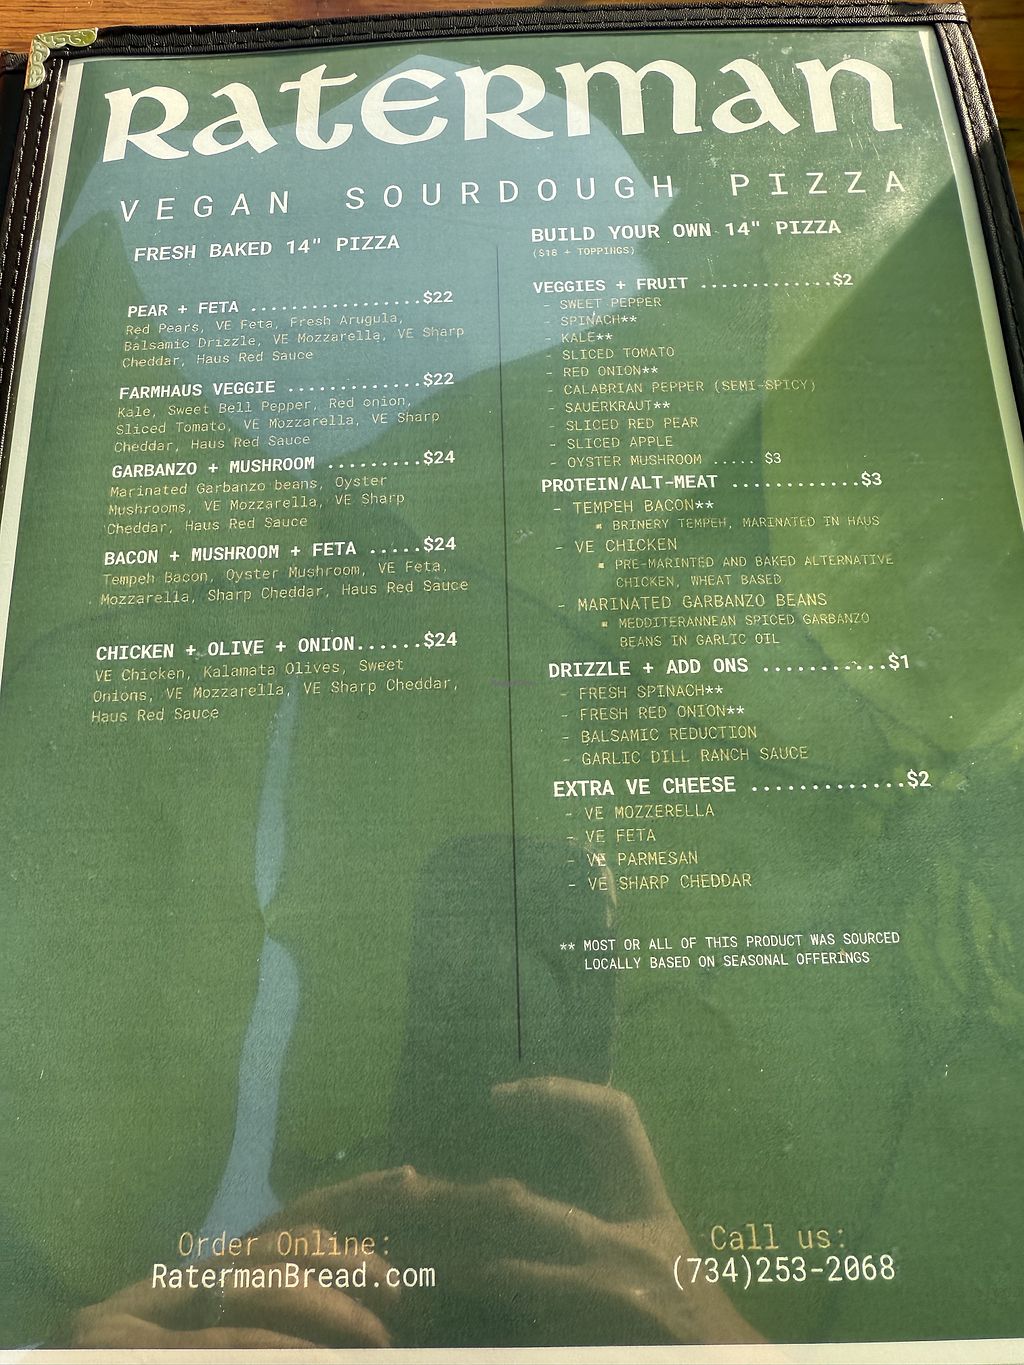 RATERMAN
VEGAN SOURDOUGH PIZZA
FRESH BAKED 14" PIZZA
PEAR + FETA .................$22
Red Pears, VE Feta, Fresh Arugula,
Balsamic Drizzle, VE Mozzarella, VE Sharp
Cheddar, Haus Red Sauce
FARMHAUS VEGGIE .............$22
Kale, Sweet Bell Pepper, Red onion,
Sliced Tomato, VE Mozzarella, VE Sharp
Cheddar, Haus Red Sauce
GARBANZO + MUSHROOM .........$24
Marinated Garbanzo beans, Oyster
Mushrooms, VE Mozzarella, VE Sharp
Cheddar, Haus Red Sauce
BACON + MUSHROOM + FETA .....$24
Tempeh Bacon, Oyster Mushroom, VE Feta,
Mozzarella, Sharp Cheddar, Haus Red Sauce
CHICKEN + OLIVE + ONION......$24
VE Chicken, Kalamata Olives, Sweet
Onions, VE Mozzarella, VE Sharp Cheddar,
Haus Red Sauce
BUILD YOUR OWN 14" PIZZA
($18 + TOPPINGS)
VEGGIES + FRUIT .............$2
- SWEET PEPPER
- SPINACH**
- KALE**
- SLICED TOMATO
- RED ONION**
- CALABRIAN PEPPER (SEMI-SPICY)
- SAUERKRAUT**
- SLICED RED PEAR
- SLICED APPLE
- OYSTER MUSHROOM ..... $3
PROTEIN/ALT-MEAT ............$3
- TEMPEH BACON**
▪ BRINERY TEMPEH, MARINATED IN HAUS
- VE CHICKEN
▪ PRE-MARINTED AND BAKED ALTERNATIVE
CHICKEN, WHEAT BASED
- MARINATED GARBANZO BEANS
▪ MEDDITERANNEAN SPICED GARBANZO
BEANS IN GARLIC OIL
DRIZZLE + ADD ONS ...........$1
- FRESH SPINACH**
- FRESH RED ONION**
- BALSAMIC REDUCTION
- GARLIC DILL RANCH SAUCE
EXTRA VE CHEESE .............$2
- VE MOZZERELLA
- VE FETA
- VE PARMESAN
- VE SHARP CHEDDAR
** MOST OR ALL OF THIS PRODUCT WAS SOURCED
LOCALLY BASED ON SEASONAL OFFERINGS
Order Online:
RatermanBread.com
Call us:
(734)253-2068